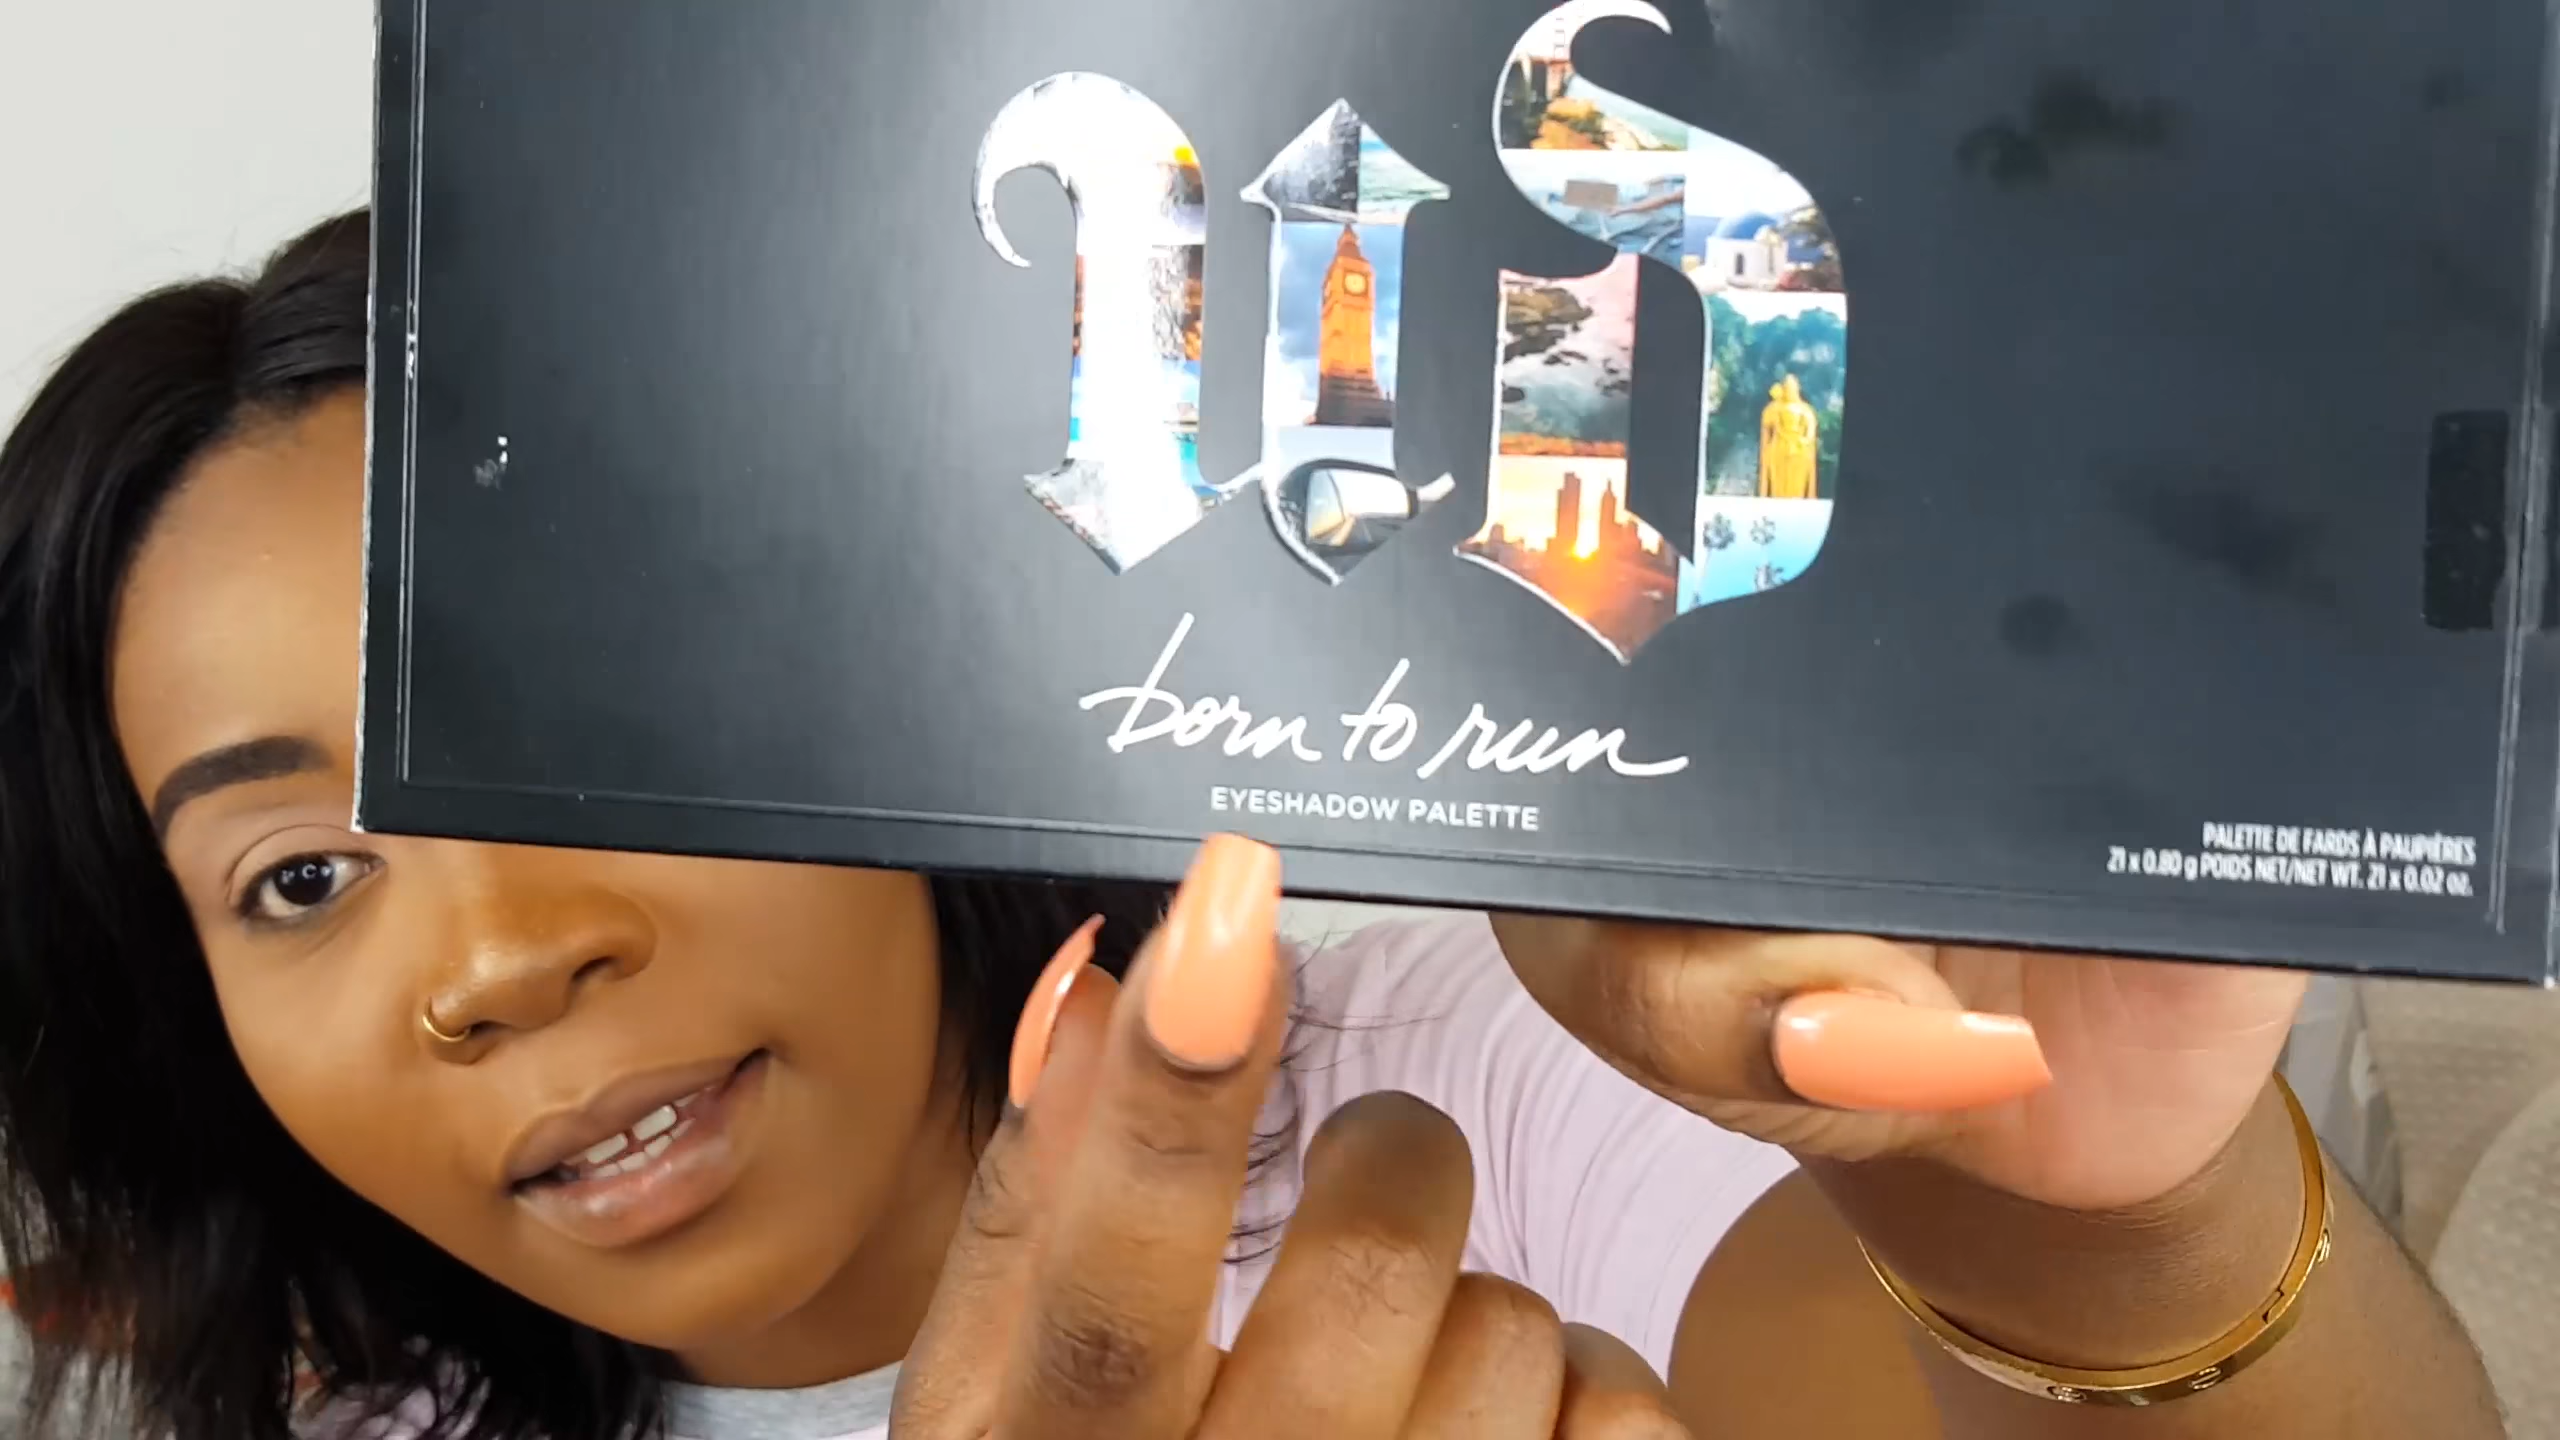 UD
born to run
EYESHADOW PALETTE
PALETTE DE FARDS À PAUPIÈRES
21 x 0.80 g POIDS NET/NET WT. 21 x 0.02 oz.